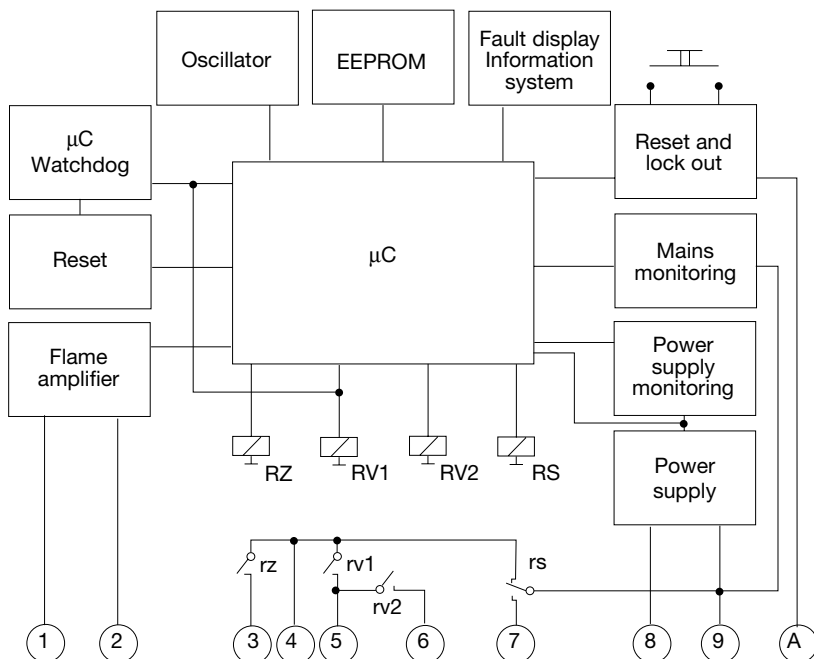 Oscillator
EEPROM
Fault display
Information
system
μC
Watchdog
Reset and
lock out
Reset
μC
Mains
monitoring
Flame
amplifier
Power
supply
monitoring
RZ
RV1
RV2
RS
Power
supply
rz
rv1
rv2
rs
1
2
3
4
5
6
7
8
9
A